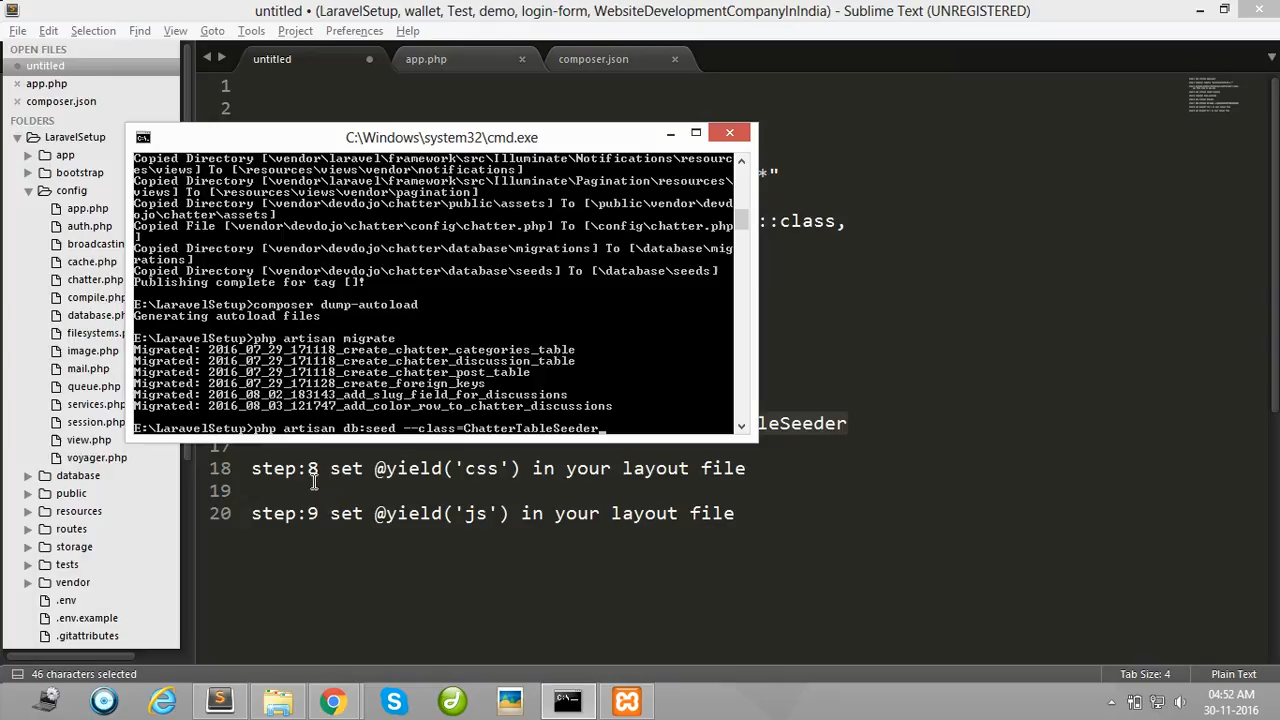 untitled • (LaravelSetup, wallet, Test, demo, login-form, WebsiteDevelopmentCompanyInIndia) - Sublime Text (UNREGISTERED)
File Edit Selection Find View Goto Tools Project Preferences Help
OPEN FILES
untitled
app.php
composer.json
FOLDERS
LaravelSetup
app
bootstrap
config
app.php
auth.php
broadcasting
cache.php
chatter.php
compile.php
database.ph
filesystems.p
image.php
mail.php
queue.php
services.php
session.php
view.php
voyager.php
database
public
resources
routes
storage
tests
vendor
.env
.env.example
.gitattributes
untitled
app.php
composer.json
1
2
*"
::class,
leSeeder
17
18 step:8 set @yield('css') in your layout file
19
20 step:9 set @yield('js') in your layout file
C:\Windows\system32\cmd.exe
Copied Directory [\vendor\laravel\framework\src\Illuminate\Notifications\resourc
es\views] To [\resources\views\vendor\notifications]
Copied Directory [\vendor\laravel\framework\src\Illuminate\Pagination\resources\
views] To [\resources\views\vendor\pagination]
Copied Directory [\vendor\devdojo\chatter\public\assets] To [\public\vendor\devd
ojo\chatter\assets]
Copied File [\vendor\devdojo\chatter\config\chatter.php] To [\config\chatter.php
]
Copied Directory [\vendor\devdojo\chatter\database\migrations] To [\database\mig
rations]
Copied Directory [\vendor\devdojo\chatter\database\seeds] To [\database\seeds]
Publishing complete for tag []!
E:\LaravelSetup>composer dump-autoload
Generating autoload files
E:\LaravelSetup>php artisan migrate
Migrated: 2016_07_29_171118_create_chatter_categories_table
Migrated: 2016_07_29_171118_create_chatter_discussion_table
Migrated: 2016_07_29_171118_create_chatter_post_table
Migrated: 2016_07_29_171128_create_foreign_keys
Migrated: 2016_08_02_183143_add_slug_field_for_discussions
Migrated: 2016_08_03_121747_add_color_row_to_chatter_discussions
E:\LaravelSetup>php artisan db:seed --class=ChatterTableSeeder_
46 characters selected
Tab Size: 4
Plain Text
04:52 AM
30-11-2016